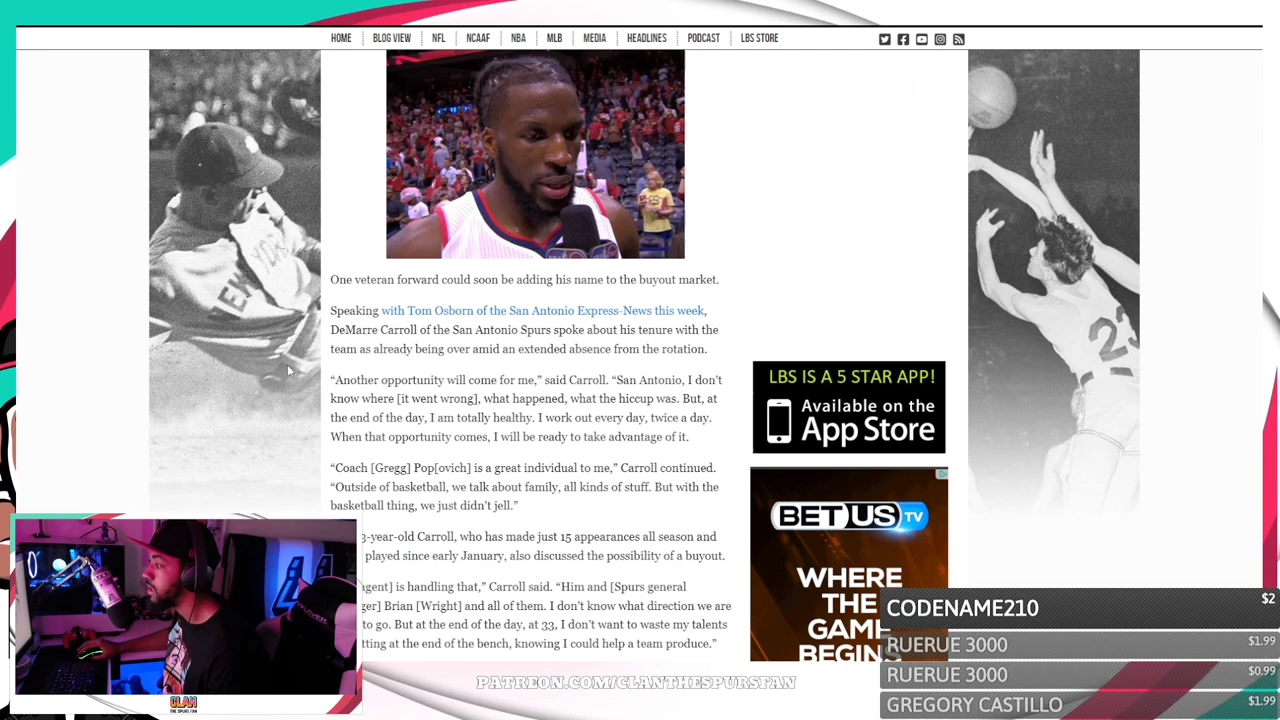 HOME
BLOG VIEW
NFL
NCAAF
NBA
MLB
MEDIA
HEADLINES
PODCAST
LBS STORE
One veteran forward could soon be adding his name to the buyout market.
Speaking with Tom Osborn of the San Antonio Express-News this week,
DeMarre Carroll of the San Antonio Spurs spoke about his tenure with the
team as already being over amid an extended absence from the rotation.
“Another opportunity will come for me,” said Carroll. “San Antonio, I don’t
know where [it went wrong], what happened, what the hiccup was. But, at
the end of the day, I am totally healthy. I work out every day, twice a day.
When that opportunity comes, I will be ready to take advantage of it.
“Coach [Gregg] Pop[ovich] is a great individual to me,” Carroll continued.
“Outside of basketball, we talk about family, all kinds of stuff. But with the
basketball thing, we just didn’t jell.”
3-year-old Carroll, who has made just 15 appearances all season and
played since early January, also discussed the possibility of a buyout.
agent] is handling that,” Carroll said. “Him and [Spurs general
ger] Brian [Wright] and all of them. I don’t know what direction we are
to go. But at the end of the day, at 33, I don’t want to waste my talents
tting at the end of the bench, knowing I could help a team produce.”
LBS IS A 5 STAR APP!
Available on the
App Store
BETUS TV
WHERE
THE
GAME
BEGINS
NEW
23
CODENAME210 $2
RUERUE 3000 $1.99
RUERUE 3000 $0.99
GREGORY CASTILLO $1.99
PATREON.COM/CLANTHESPURSFAN
CLAN
THE SPURS FAN